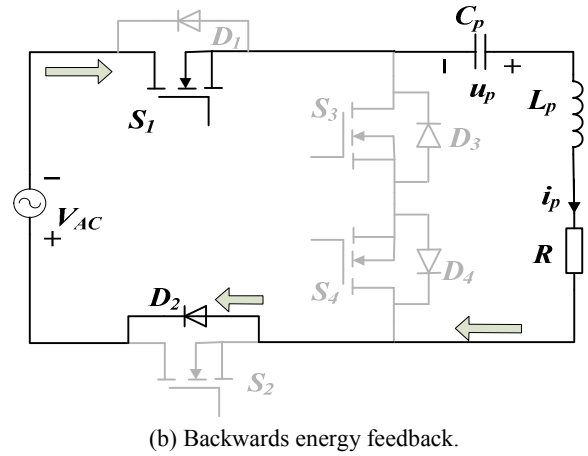 D1
Cp
S1
up
Lp
S3
D3
ip
VAC
R
S4
D4
D2
S2
(b) Backwards energy feedback.